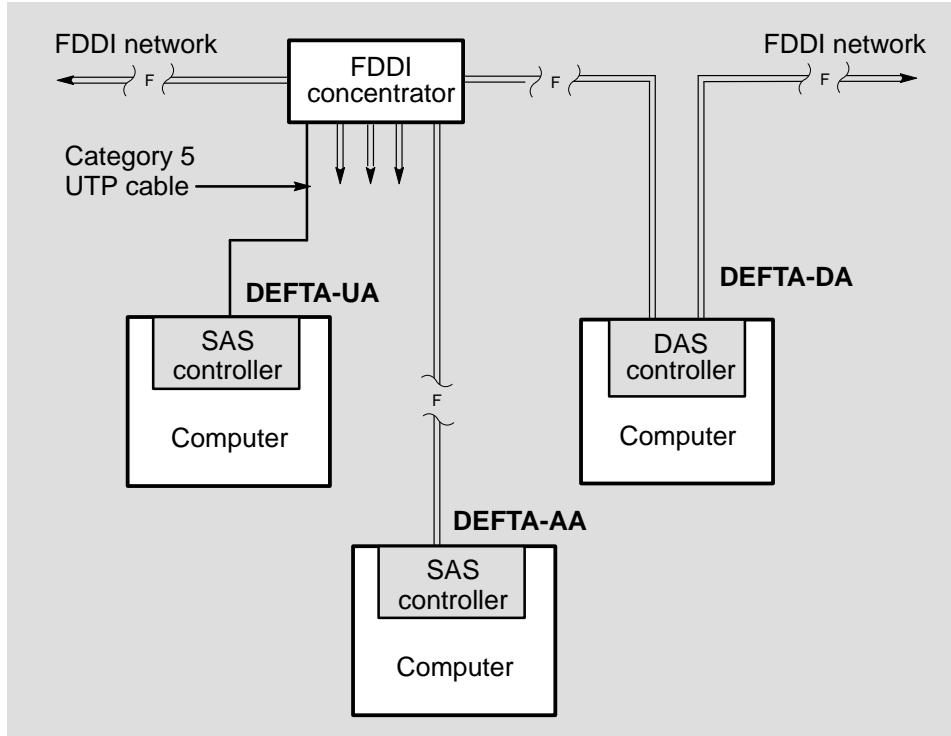 FDDI network
FDDI network
FDDI
concentrator
F
F
F
Category 5
UTP cable
DEFTA-UA
DEFTA-DA
SAS
controller
Computer
DAS
controller
Computer
F
DEFTA-AA
SAS
controller
Computer